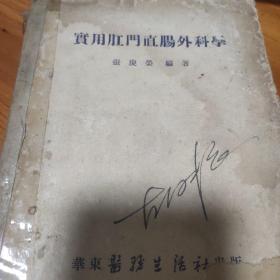 實用肛門直腸外科學
張庚榮 編著
華東醫務生活社出版